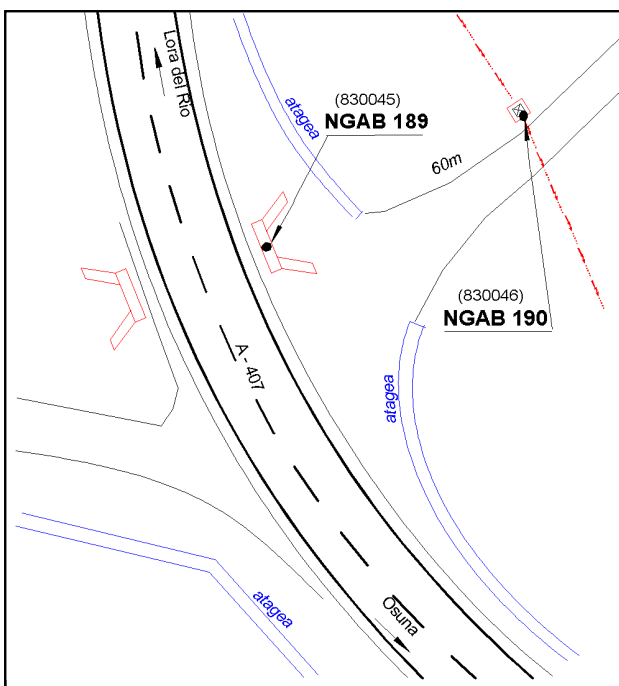 Lora del Rio
atagea
(830045)
NGAB 189
60m
(830046)
NGAB 190
A - 407
atagea
atagea
Osuna